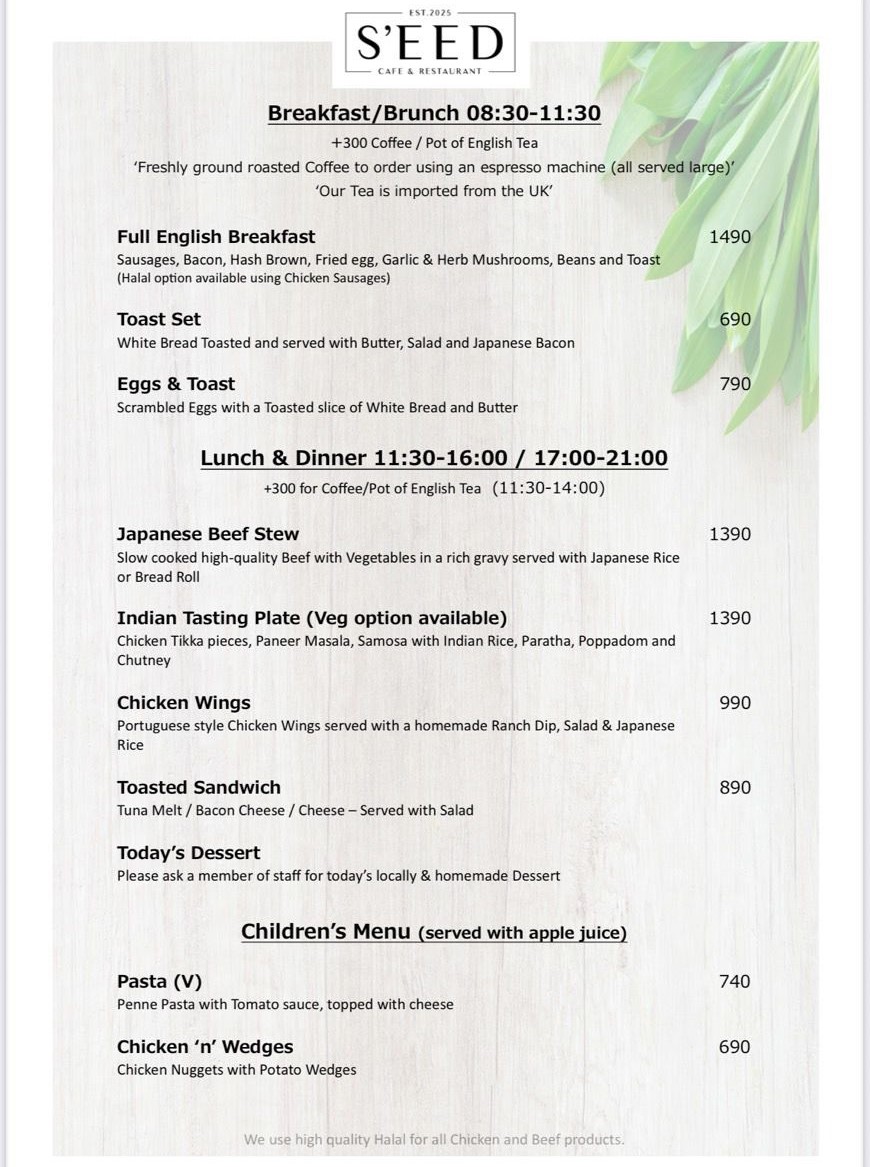 EST.2025
S'EED
CAFE & RESTAURANT
Breakfast/Brunch 08:30-11:30
+300 Coffee / Pot of English Tea
‘Freshly ground roasted Coffee to order using an espresso machine (all served large)’
‘Our Tea is imported from the UK’
Full English Breakfast 1490
Sausages, Bacon, Hash Brown, Fried egg, Garlic & Herb Mushrooms, Beans and Toast
(Halal option available using Chicken Sausages)
Toast Set 690
White Bread Toasted and served with Butter, Salad and Japanese Bacon
Eggs & Toast 790
Scrambled Eggs with a Toasted slice of White Bread and Butter
Lunch & Dinner 11:30-16:00 / 17:00-21:00
+300 for Coffee/Pot of English Tea (11:30-14:00)
Japanese Beef Stew 1390
Slow cooked high-quality Beef with Vegetables in a rich gravy served with Japanese Rice
or Bread Roll
Indian Tasting Plate (Veg option available) 1390
Chicken Tikka pieces, Paneer Masala, Samosa with Indian Rice, Paratha, Poppadom and
Chutney
Chicken Wings 990
Portuguese style Chicken Wings served with a homemade Ranch Dip, Salad & Japanese
Rice
Toasted Sandwich 890
Tuna Melt / Bacon Cheese / Cheese – Served with Salad
Today’s Dessert
Please ask a member of staff for today’s locally & homemade Dessert
Children’s Menu (served with apple juice)
Pasta (V) 740
Penne Pasta with Tomato sauce, topped with cheese
Chicken ‘n’ Wedges 690
Chicken Nuggets with Potato Wedges
We use high quality Halal for all Chicken and Beef products.